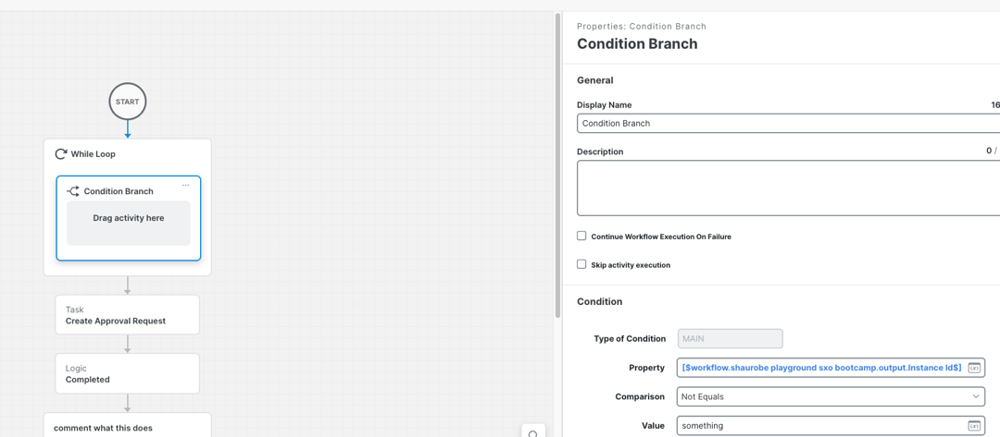 START
While Loop
Condition Branch
...
Drag activity here
Task
Create Approval Request
Logic
Completed
comment what this does
Properties: Condition Branch
Condition Branch
General
Display Name 16
Condition Branch
Description 0 /
Continue Workflow Execution On Failure
Skip activity execution
Condition
Type of Condition MAIN
Property [$workflow.shaurobe playground sxo bootcamp.output.Instance Id$]
Comparison Not Equals
Value something